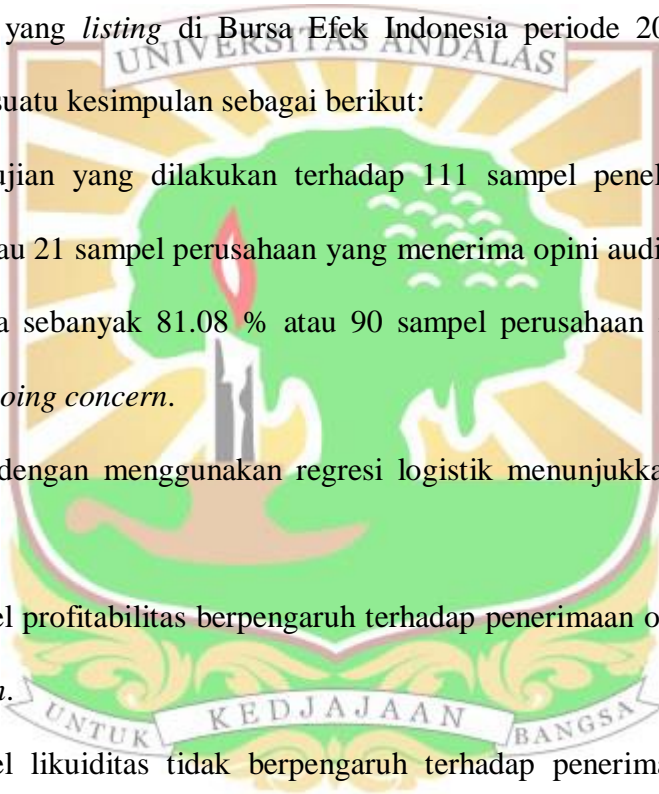 yang listing di Bursa Efek Indonesia periode 20
UNIVERSITAS ANDALAS
suatu kesimpulan sebagai berikut:
ujian yang dilakukan terhadap 111 sampel penel
au 21 sampel perusahaan yang menerima opini audi
a sebanyak 81.08 % atau 90 sampel perusahaan
oing concern.
dengan menggunakan regresi logistik menunjukka
el profitabilitas berpengaruh terhadap penerimaan o
n.
UNTUK KEDJAJAAN BANGSA
el likuiditas tidak berpengaruh terhadap penerima